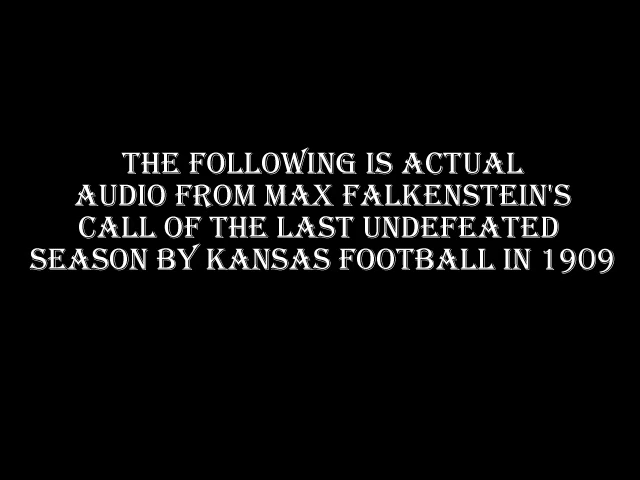 THE FOLLOWING IS ACTUAL
AUDIO FROM MAX FALKENSTEIN'S
CALL OF THE LAST UNDEFEATED
SEASON BY KANSAS FOOTBALL IN 1909